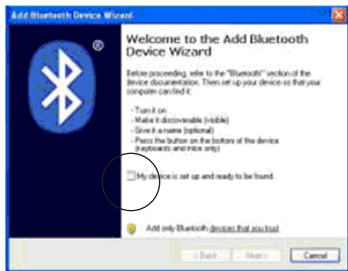 Add Bluetooth Device Wizard
Welcome to the Add Bluetooth
Device Wizard
Before proceeding, refer to the "Bluetooth" section of the
device documentation. Then set up your device so that your
computer can find it:
- Turn it on
- Make it discoverable (visible)
- Give it a name (optional)
- Press the button on the bottom of the device
(keyboards and mice only)
My device is set up and ready to be found.
Add only Bluetooth devices that you trust.
< Back Next > Cancel